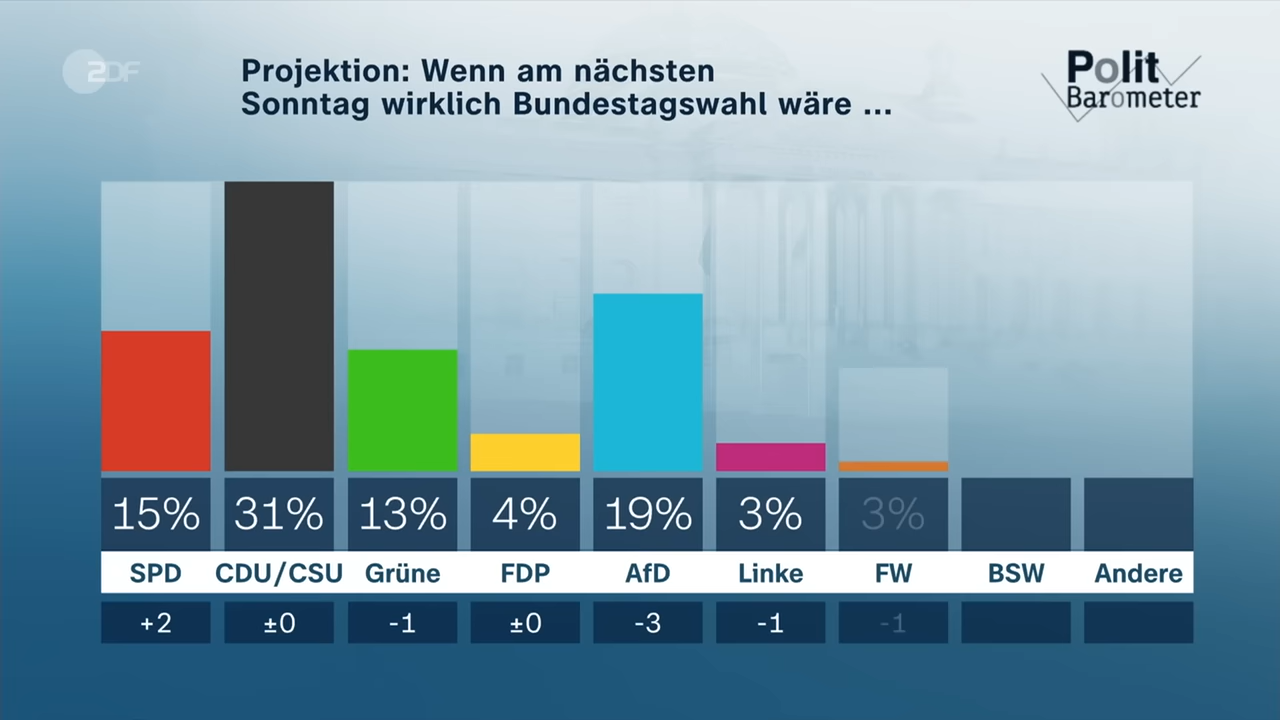 ZDF
Projektion: Wenn am nächsten
Sonntag wirklich Bundestagswahl wäre ...
Polit
Barometer
15% 31% 13% 4% 19% 3% 3%
SPD CDU/CSU Grüne FDP AfD Linke FW BSW Andere
+2 ±0 -1 ±0 -3 -1 -1